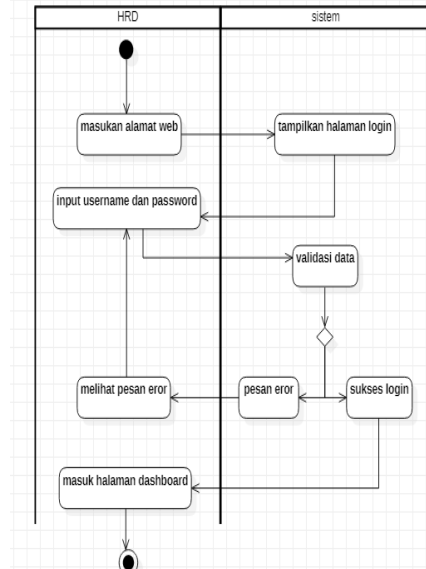 HRD
sistem
masukan alamat web
tampilkan halaman login
input username dan password
validasi data
melihat pesan eror
pesan eror
sukses login
masuk halaman dashboard